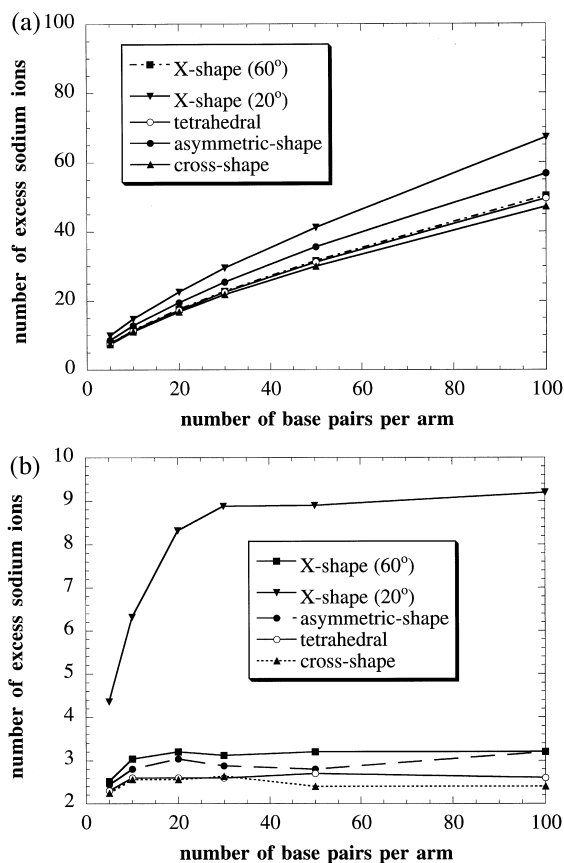 (a)
100
80
60
40
20
0
number of excess sodium ions
X-shape (60°)
X-shape (20°)
tetrahedral
asymmetric-shape
cross-shape
0 20 40 60 80 100
number of base pairs per arm
(b)
10
9
8
7
6
5
4
3
2
number of excess sodium ions
X-shape (60°)
X-shape (20°)
asymmetric-shape
tetrahedral
cross-shape
0 20 40 60 80 100
number of base pairs per arm